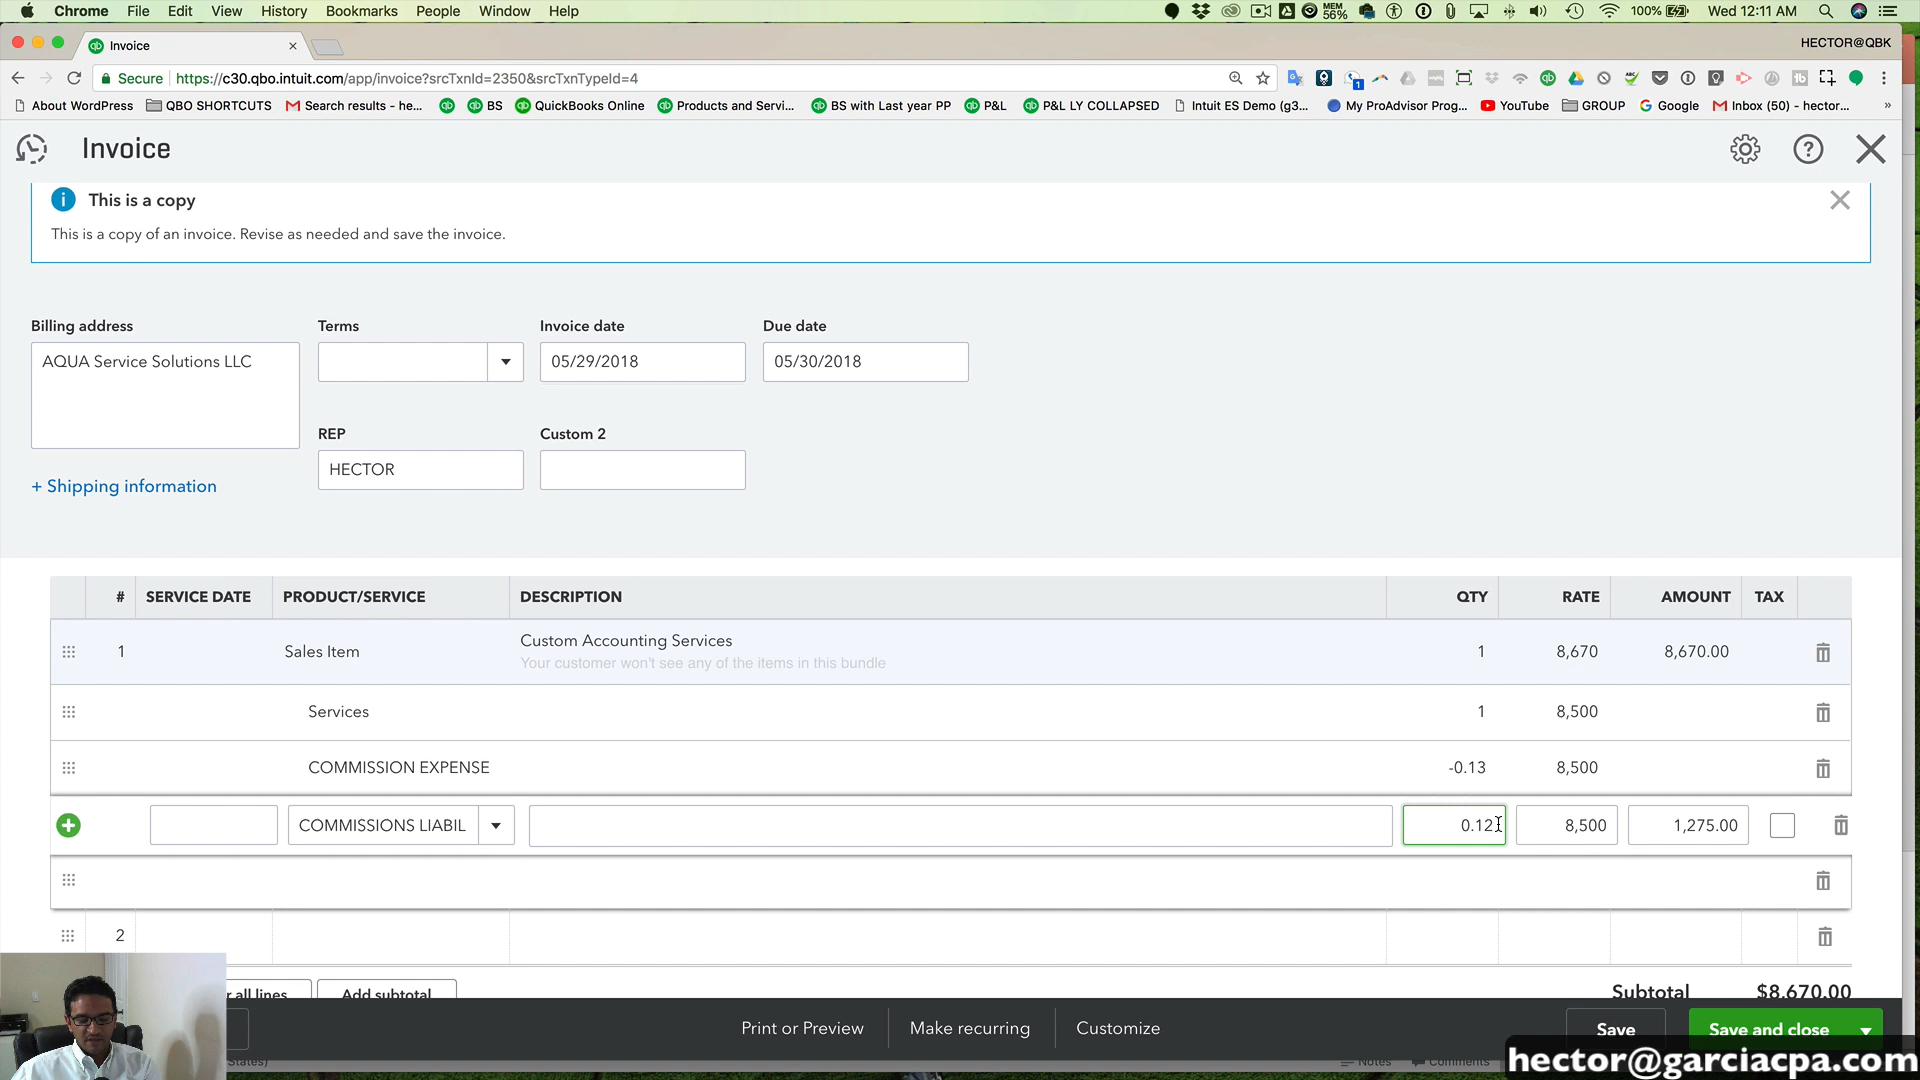 Chrome File Edit View History Bookmarks People Window Help MEM 56% 100% Wed 12:11 AM
Invoice HECTOR@QBK
Secure https://c30.qbo.intuit.com/app/invoice?srcTxnId=2350&srcTxnTypeId=4
About WordPress QBO SHORTCUTS Search results - he... BS QuickBooks Online Products and Servi... BS with Last year PP P&L P&L LY COLLAPSED Intuit ES Demo (g3... My ProAdvisor Prog... YouTube GROUP Google Inbox (50) - hector... »
Invoice
This is a copy
This is a copy of an invoice. Revise as needed and save the invoice.
Billing address Terms Invoice date Due date
AQUA Service Solutions LLC 05/29/2018 05/30/2018
REP Custom 2
HECTOR
+ Shipping information
# SERVICE DATE PRODUCT/SERVICE DESCRIPTION QTY RATE AMOUNT TAX
1 Sales Item Custom Accounting Services 1 8,670 8,670.00
Your customer won't see any of the items in this bundle
Services 1 8,500
COMMISSION EXPENSE -0.13 8,500
COMMISSIONS LIABIL 0.12 8,500 1,275.00
2
all lines Add subtotal Subtotal $8,670.00
Print or Preview Make recurring Customize Save Save and close
States) Notes Comments
hector@garciacpa.com